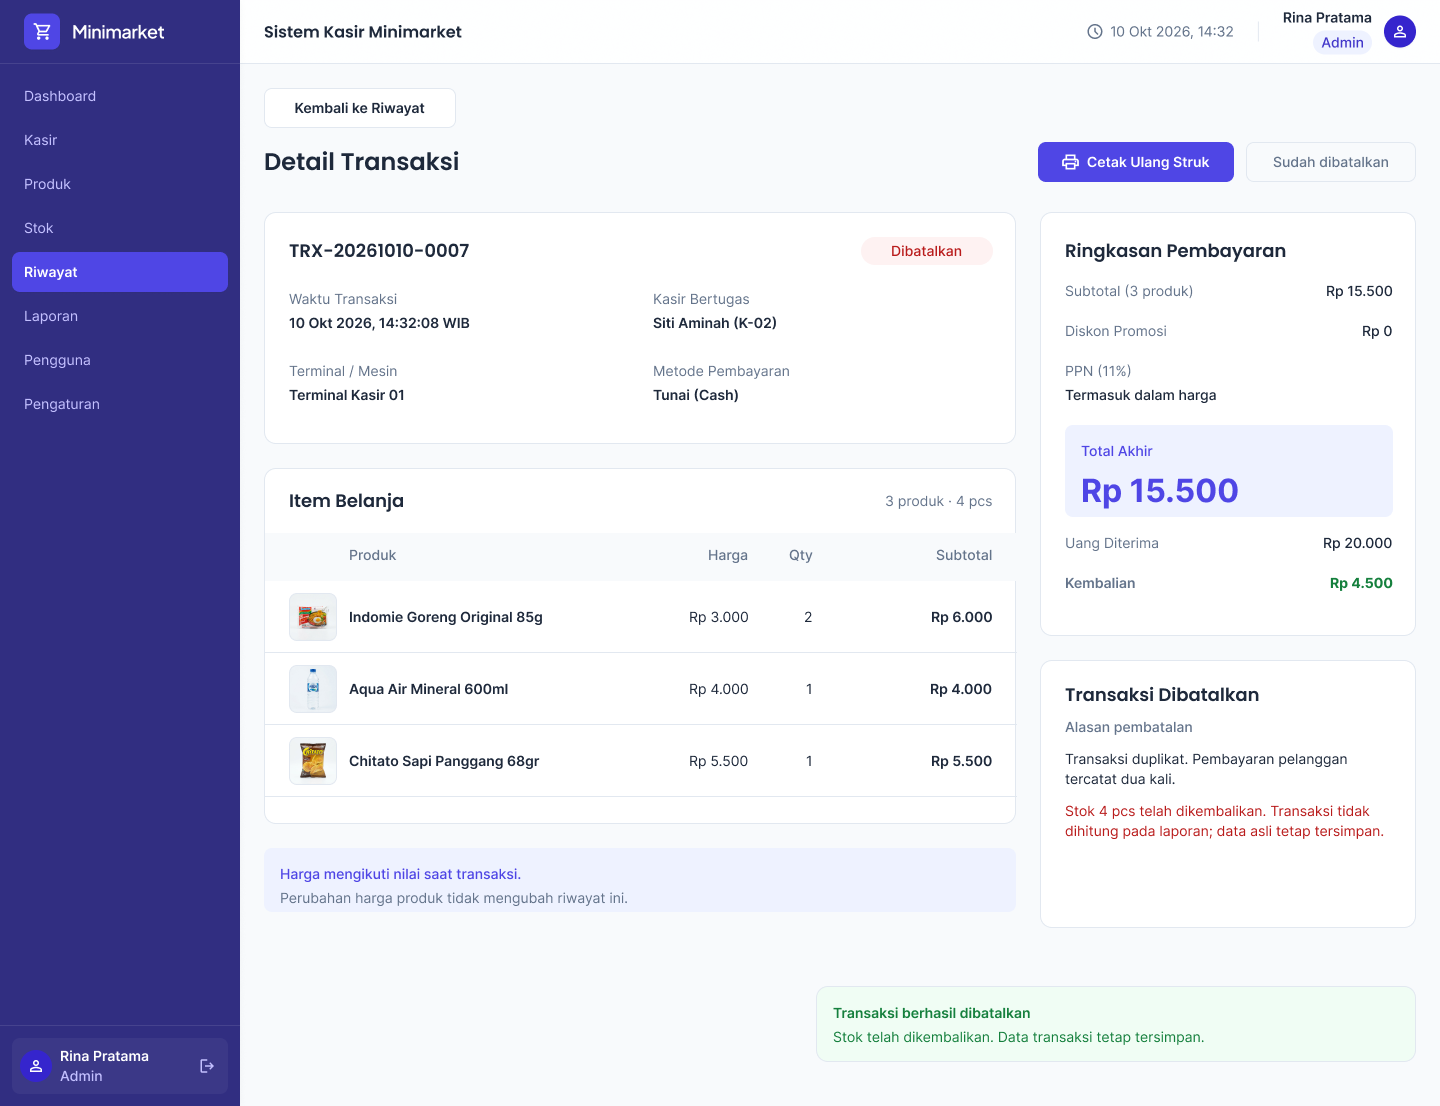 Minimarket
Dashboard
Kasir
Produk
Stok
Riwayat
Laporan
Pengguna
Pengaturan
Rina Pratama
Admin
Sistem Kasir Minimarket
10 Okt 2026, 14:32
Rina Pratama
Admin
Kembali ke Riwayat
Detail Transaksi
Cetak Ulang Struk
Sudah dibatalkan
TRX-20261010-0007
Dibatalkan
Waktu Transaksi
10 Okt 2026, 14:32:08 WIB
Kasir Bertugas
Siti Aminah (K-02)
Terminal / Mesin
Terminal Kasir 01
Metode Pembayaran
Tunai (Cash)
Item Belanja
3 produk · 4 pcs
Produk Harga Qty Subtotal
Indomie Goreng Original 85g Rp 3.000 2 Rp 6.000
Aqua Air Mineral 600ml Rp 4.000 1 Rp 4.000
Chitato Sapi Panggang 68gr Rp 5.500 1 Rp 5.500
Harga mengikuti nilai saat transaksi.
Perubahan harga produk tidak mengubah riwayat ini.
Ringkasan Pembayaran
Subtotal (3 produk) Rp 15.500
Diskon Promosi Rp 0
PPN (11%)
Termasuk dalam harga
Total Akhir
Rp 15.500
Uang Diterima Rp 20.000
Kembalian Rp 4.500
Transaksi Dibatalkan
Alasan pembatalan
Transaksi duplikat. Pembayaran pelanggan
tercatat dua kali.
Stok 4 pcs telah dikembalikan. Transaksi tidak
dihitung pada laporan; data asli tetap tersimpan.
Transaksi berhasil dibatalkan
Stok telah dikembalikan. Data transaksi tetap tersimpan.